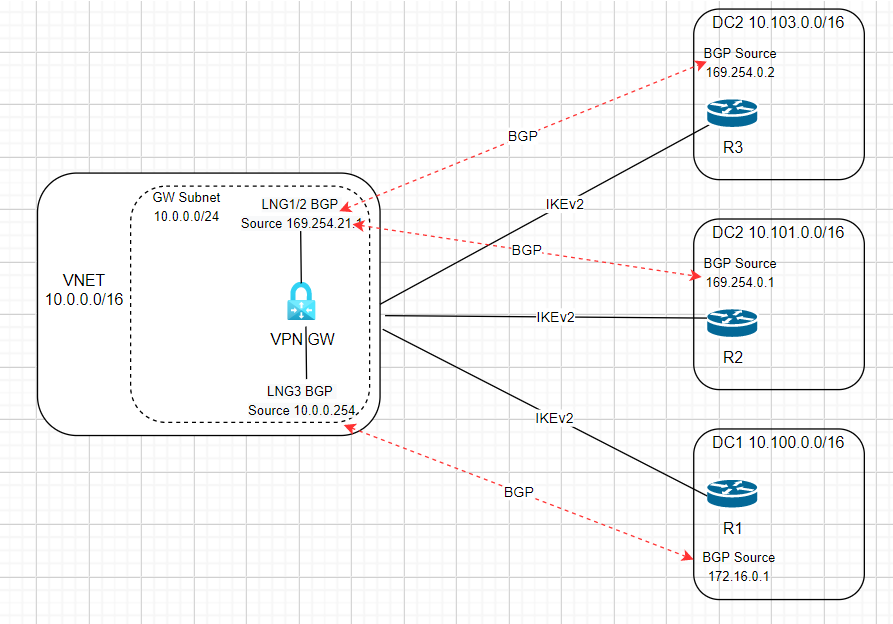 DC2 10.103.0.0/16
BGP Source
169.254.0.2
R3
BGP
IKEv2
GW Subnet
10.0.0.0/24
LNG1/2 BGP
Source 169.254.21.1
VNET
10.0.0.0/16
VPN GW
LNG3 BGP
Source 10.0.0.254
BGP
DC2 10.101.0.0/16
BGP Source
169.254.0.1
IKEv2
R2
IKEv2
DC1 10.100.0.0/16
BGP
R1
BGP Source
172.16.0.1